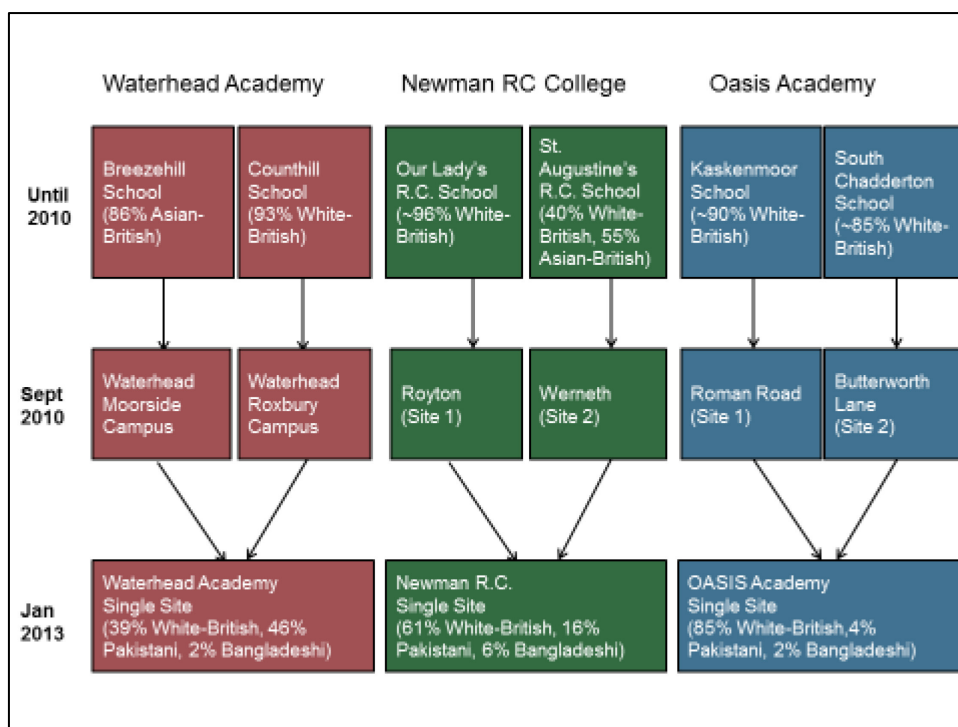 Waterhead Academy
Newman RC College
Oasis Academy
Until
2010
Breezehill
School
(86% Asian-
British)
Counthill
School
(93% White-
British)
Our Lady's
R.C. School
(~96% White-
British)
St.
Augustine's
R.C. School
(40% White-
British, 55%
Asian-British)
Kaskenmoor
School
(~90% White-
British)
South
Chadderton
School
(~85% White-
British)
Sept
2010
Waterhead
Moorside
Campus
Waterhead
Roxbury
Campus
Royton
(Site 1)
Werneth
(Site 2)
Roman Road
(Site 1)
Butterworth
Lane
(Site 2)
Jan
2013
Waterhead Academy
Single Site
(39% White-British, 46%
Pakistani, 2% Bangladeshi)
Newman R.C.
Single Site
(61% White-British, 16%
Pakistani, 6% Bangladeshi)
OASIS Academy
Single Site
(85% White-British,4%
Pakistani, 2% Bangladeshi)